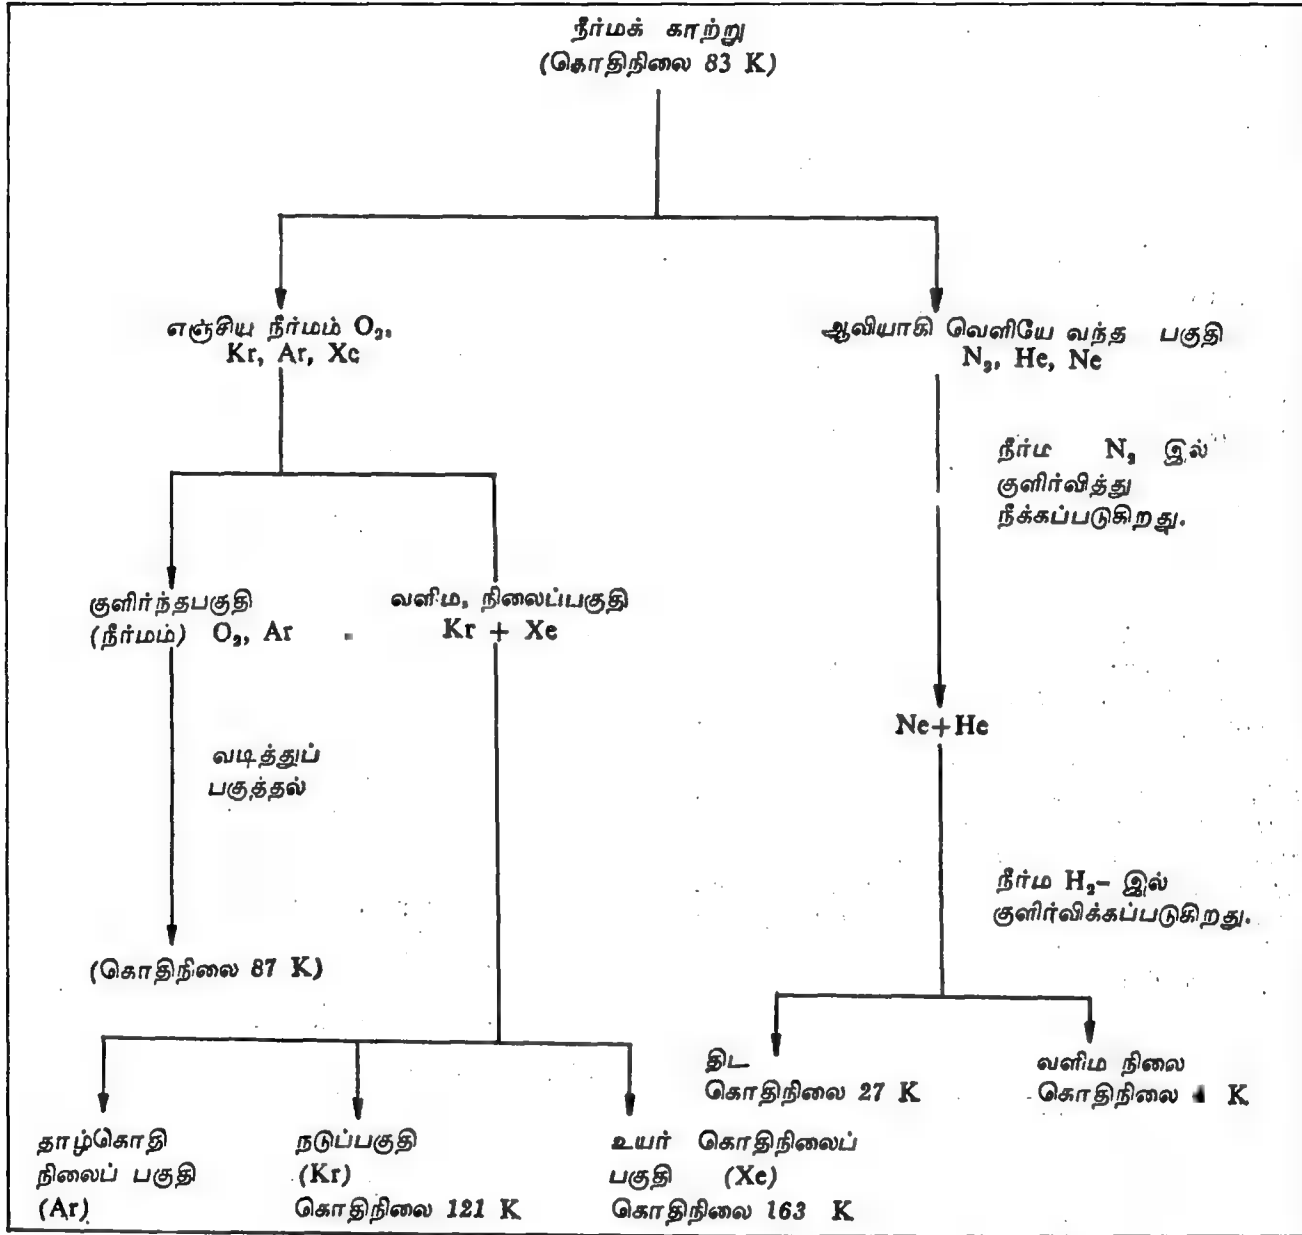 நீர்மக் காற்று
(கொதிநிலை 83 K)
எஞ்சிய நீர்மம் O₂,
Kr, Ar, Xe
ஆவியாகி வெளியே வந்த பகுதி
N₂, He, Ne
நீர்ம N₂ இல்
குளிர்வித்து
நீக்கப்படுகிறது.
குளிர்ந்தபகுதி
(நீர்மம்) O₂, Ar
வளிம, நிலைப்பகுதி
Kr + Xe
Ne+He
வடித்துப்
பகுத்தல்
நீர்ம H₂- இல்
குளிர்விக்கப்படுகிறது.
(கொதிநிலை 87 K)
திட
கொதிநிலை 27 K
வளிம நிலை
கொதிநிலை K
தாழ்கொதி
நிலைப் பகுதி
(Ar)
நடுப்பகுதி
(Kr)
கொதிநிலை 121 K
உயர் கொதிநிலைப்
பகுதி (Xe)
கொதிநிலை 163 K